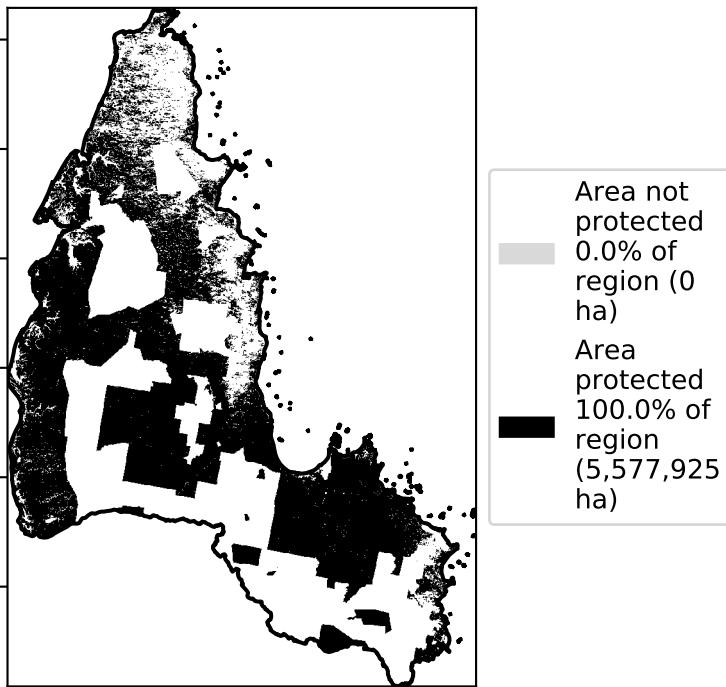 Area not
protected
0.0% of
region (0
ha)
Area
protected
100.0% of
region
(5,577,925
ha)